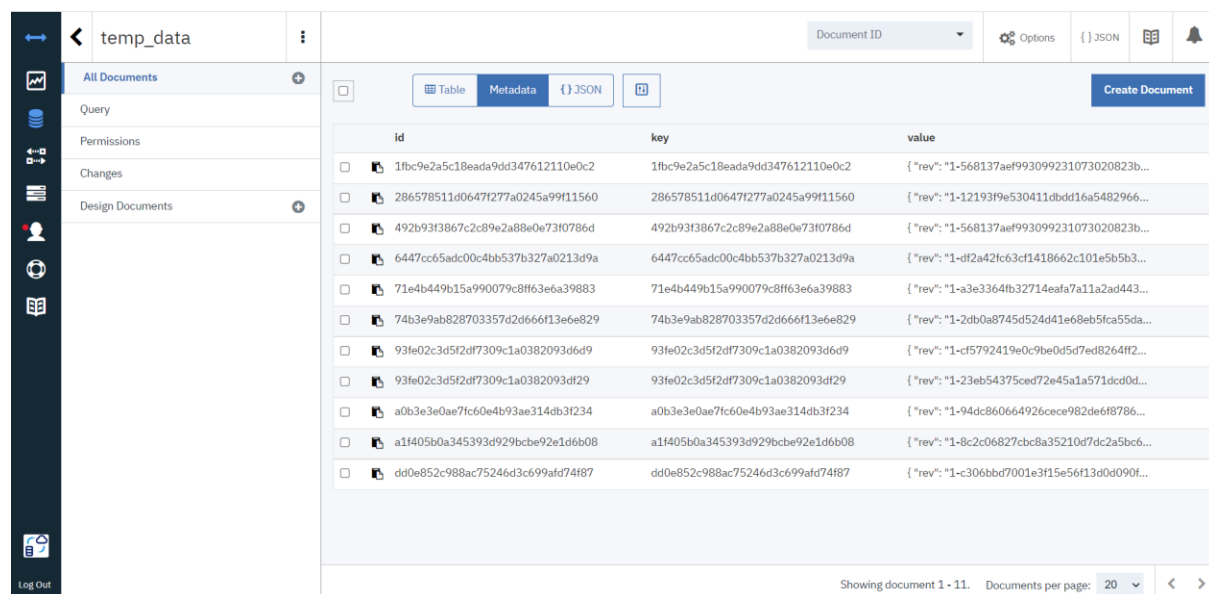 temp_data
Document ID
Options
{ } JSON
All Documents
Query
Permissions
Changes
Design Documents
Table
Metadata
{ } JSON
Create Document
id key value
1fbc9e2a5c18eada9dd347612110e0c2 1fbc9e2a5c18eada9dd347612110e0c2 { "rev": "1-568137aef993099231073020823b...
286578511d0647f277a0245a99f11560 286578511d0647f277a0245a99f11560 { "rev": "1-12193f9e530411dbdd16a5482966...
492b93f3867c2c89e2a88e0e73f0786d 492b93f3867c2c89e2a88e0e73f0786d { "rev": "1-568137aef993099231073020823b...
6447cc65adc00c4bb537b327a0213d9a 6447cc65adc00c4bb537b327a0213d9a { "rev": "1-df2a42fc63cf1418662c101e5b5b3...
71e4b449b15a990079c8ff63e6a39883 71e4b449b15a990079c8ff63e6a39883 { "rev": "1-a3e3364fb32714eafa7a11a2ad443...
74b3e9ab828703357d2d666f13e6e829 74b3e9ab828703357d2d666f13e6e829 { "rev": "1-2db0a8745d524d41e68eb5fca55da...
93fe02c3d5f2df7309c1a0382093d6d9 93fe02c3d5f2df7309c1a0382093d6d9 { "rev": "1-cf5792419e0c9be0d5d7ed8264ff2...
93fe02c3d5f2df7309c1a0382093df29 93fe02c3d5f2df7309c1a0382093df29 { "rev": "1-23eb54375ced72e45a1a571dcd0d...
a0b3e3e0ae7fc60e4b93ae314db3f234 a0b3e3e0ae7fc60e4b93ae314db3f234 { "rev": "1-94dc860664926cece982de6f8786...
a1f405b0a345393d929bcbe92e1d6b08 a1f405b0a345393d929bcbe92e1d6b08 { "rev": "1-8c2c06827cbc8a35210d7dc2a5bc6...
dd0e852c988ac75246d3c699afd74f87 dd0e852c988ac75246d3c699afd74f87 { "rev": "1-c306bbd7001e3f15e56f13d0d090f...
Log Out
Showing document 1 - 11. Documents per page: 20